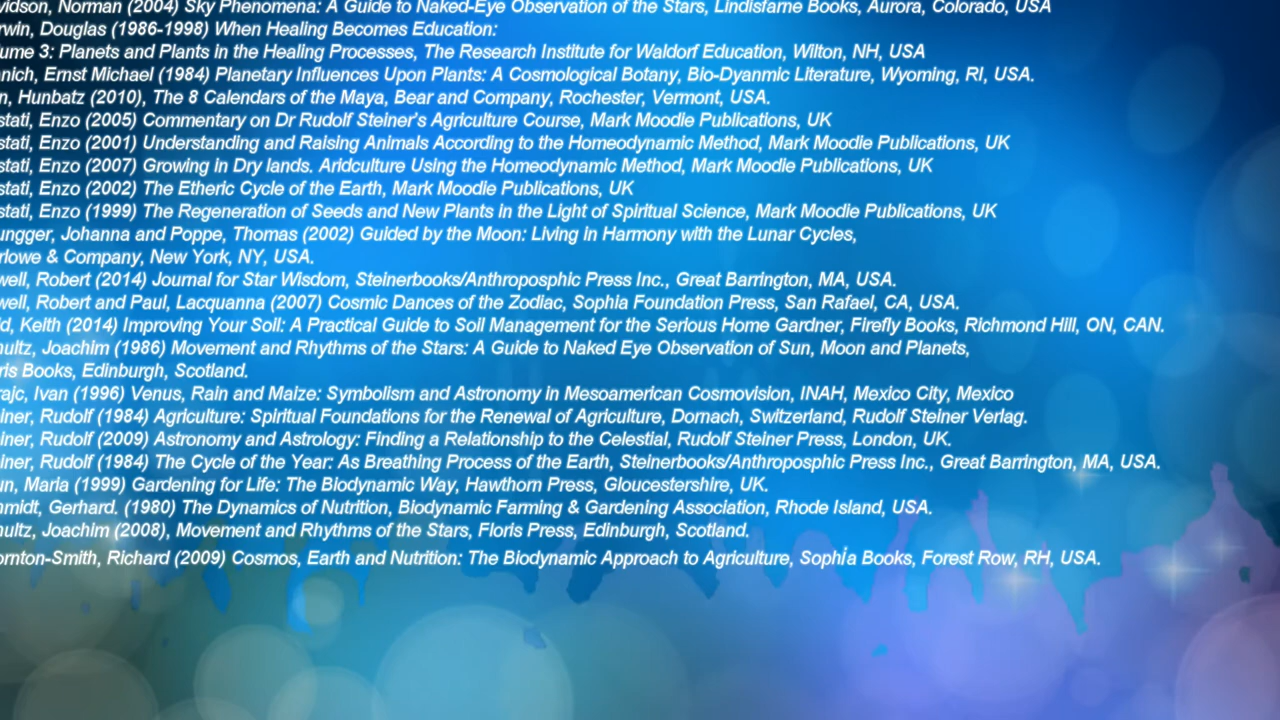 vidson, Norman (2004) Sky Phenomena: A Guide to Naked-Eye Observation of the Stars, Lindisfarne Books, Aurora, Colorado, USA
rwin, Douglas (1986-1998) When Healing Becomes Education:
ume 3: Planets and Plants in the Healing Processes, The Research Institute for Waldorf Education, Wilton, NH, USA
nich, Ernst Michael (1984) Planetary Influences Upon Plants: A Cosmological Botany, Bio-Dyanmic Literature, Wyoming, RI, USA.
n, Hunbatz (2010), The 8 Calendars of the Maya, Bear and Company, Rochester, Vermont, USA.
stati, Enzo (2005) Commentary on Dr Rudolf Steiner's Agriculture Course, Mark Moodie Publications, UK
stati, Enzo (2001) Understanding and Raising Animals According to the Homeodynamic Method, Mark Moodie Publications, UK
stati, Enzo (2007) Growing in Dry lands. Aridculture Using the Homeodynamic Method, Mark Moodie Publications, UK
stati, Enzo (2002) The Etheric Cycle of the Earth, Mark Moodie Publications, UK
stati, Enzo (1999) The Regeneration of Seeds and New Plants in the Light of Spiritual Science, Mark Moodie Publications, UK
ungger, Johanna and Poppe, Thomas (2002) Guided by the Moon: Living in Harmony with the Lunar Cycles,
rlowe & Company, New York, NY, USA.
well, Robert (2014) Journal for Star Wisdom, Steinerbooks/Anthroposphic Press Inc., Great Barrington, MA, USA.
well, Robert and Paul, Lacquanna (2007) Cosmic Dances of the Zodiac, Sophia Foundation Press, San Rafael, CA, USA.
d, Keith (2014) Improving Your Soil: A Practical Guide to Soil Management for the Serious Home Gardner, Firefly Books, Richmond Hill, ON, CAN.
hultz, Joachim (1986) Movement and Rhythms of the Stars: A Guide to Naked Eye Observation of Sun, Moon and Planets,
ris Books, Edinburgh, Scotland.
rajc, Ivan (1996) Venus, Rain and Maize: Symbolism and Astronomy in Mesoamerican Cosmovision, INAH, Mexico City, Mexico
iner, Rudolf (1984) Agriculture: Spiritual Foundations for the Renewal of Agriculture, Dornach, Switzerland, Rudolf Steiner Verlag.
iner, Rudolf (2009) Astronomy and Astrology: Finding a Relationship to the Celestial, Rudolf Steiner Press, London, UK.
iner, Rudolf (1984) The Cycle of the Year: As Breathing Process of the Earth, Steinerbooks/Anthroposphic Press Inc., Great Barrington, MA, USA.
un, Maria (1999) Gardening for Life: The Biodynamic Way, Hawthorn Press, Gloucestershire, UK.
hmidt, Gerhard. (1980) The Dynamics of Nutrition, Biodynamic Farming & Gardening Association, Rhode Island, USA.
hultz, Joachim (2008), Movement and Rhythms of the Stars, Floris Press, Edinburgh, Scotland.
ornton-Smith, Richard (2009) Cosmos, Earth and Nutrition: The Biodynamic Approach to Agriculture, Sophía Books, Forest Row, RH, USA.